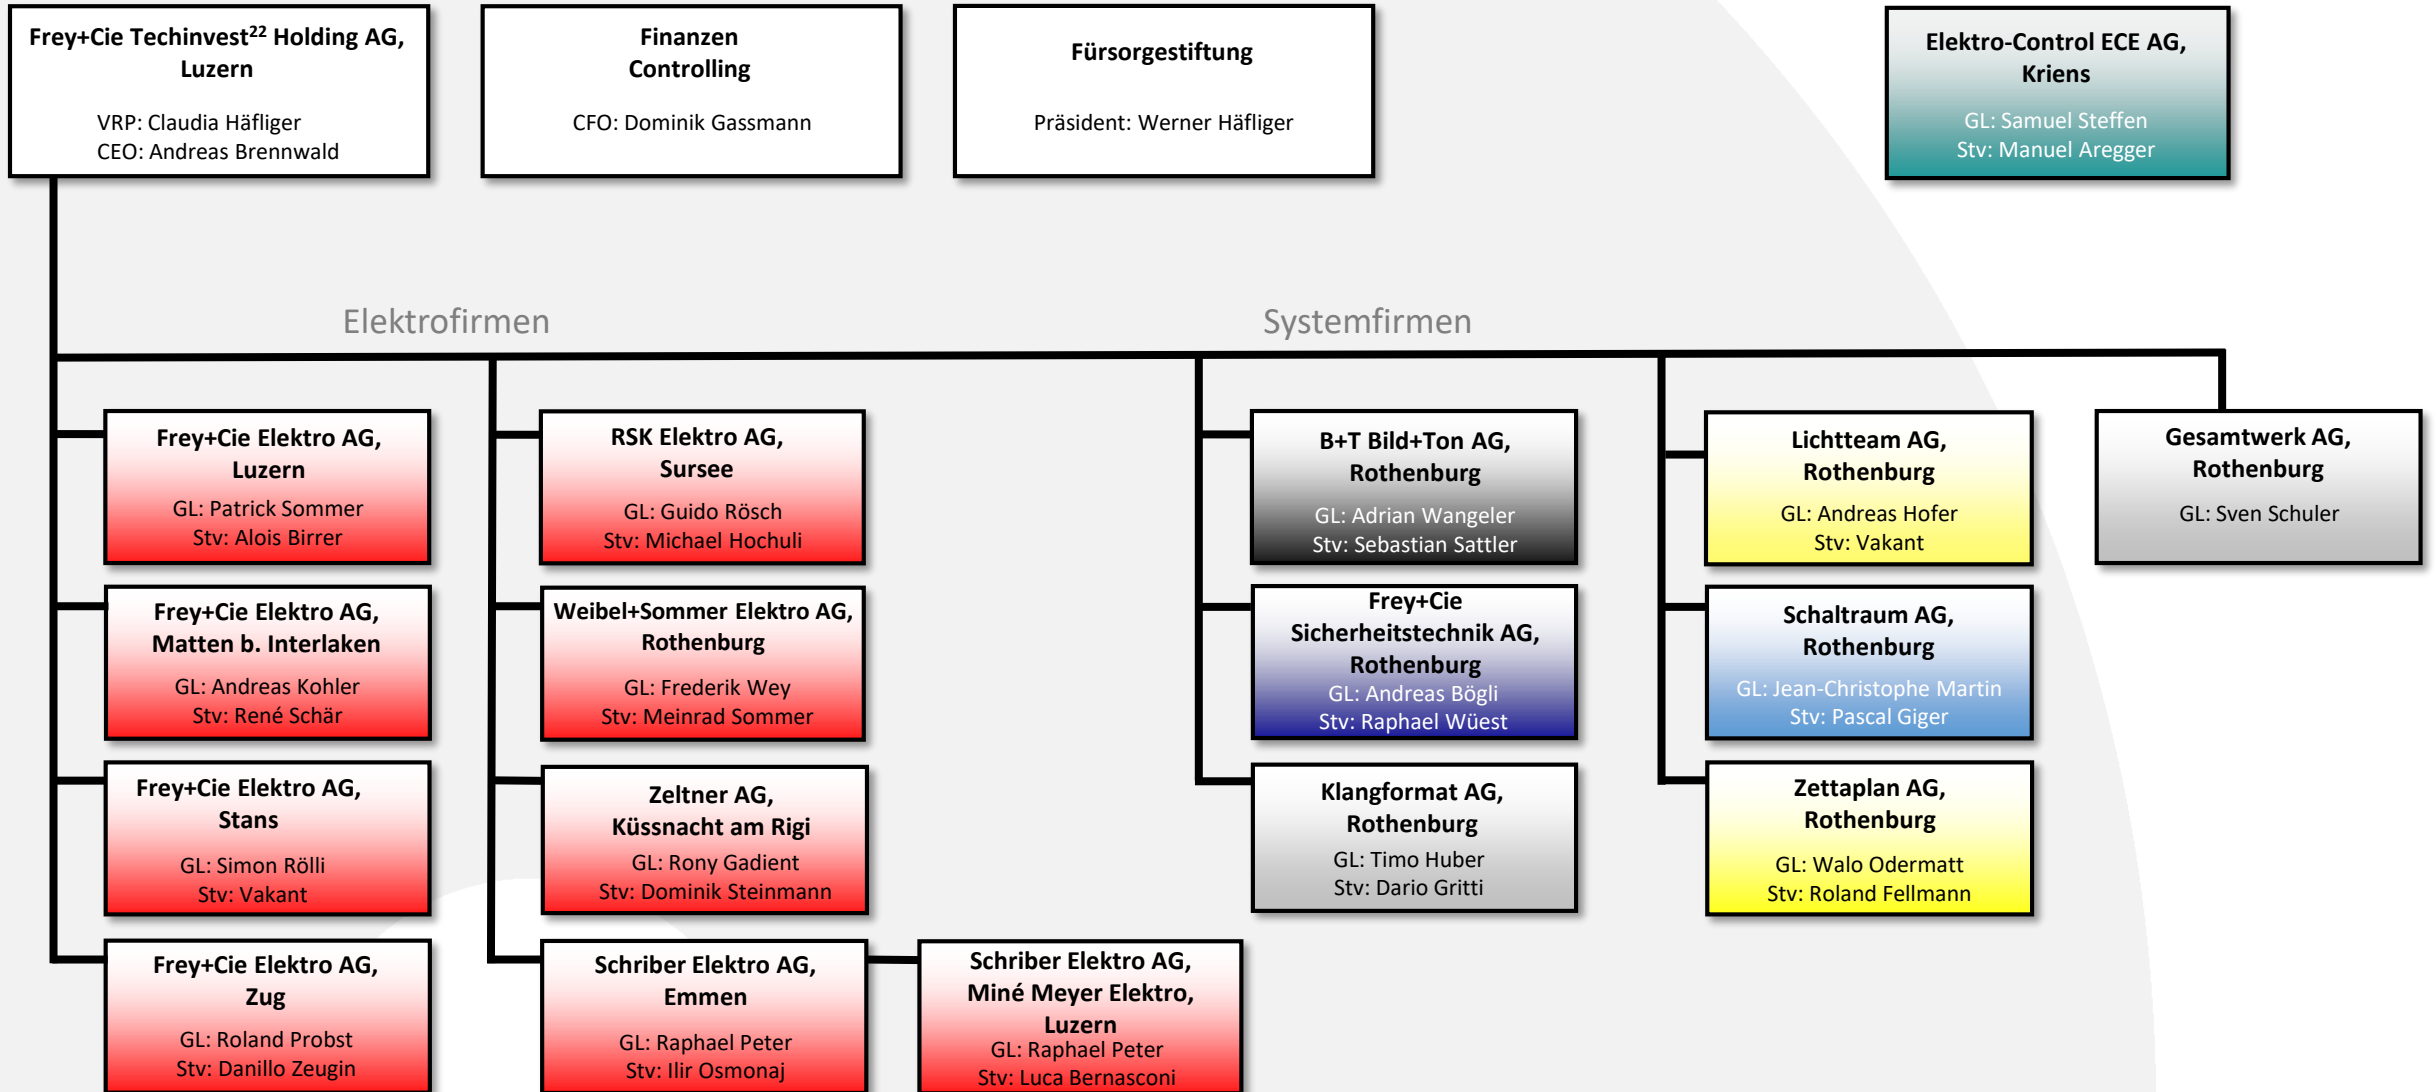 Frey+Cie Techinvest²² Holding AG,
Luzern
VRP: Claudia Häfliger
CEO: Andreas Brennwald
Finanzen
Controlling
CFO: Dominik Gassmann
Fürsorgestiftung
Präsident: Werner Häfliger
Elektro-Control ECE AG,
Kriens
GL: Samuel Steffen
Stv: Manuel Aregger
Elektrofirmen
Systemfirmen
Frey+Cie Elektro AG,
Luzern
GL: Patrick Sommer
Stv: Alois Birrer
RSK Elektro AG,
Sursee
GL: Guido Rösch
Stv: Michael Hochuli
B+T Bild+Ton AG,
Rothenburg
GL: Adrian Wangeler
Stv: Sebastian Sattler
Lichtteam AG,
Rothenburg
GL: Andreas Hofer
Stv: Vakant
Gesamtwerk AG,
Rothenburg
GL: Sven Schuler
Frey+Cie Elektro AG,
Matten b. Interlaken
GL: Andreas Kohler
Stv: René Schär
Weibel+Sommer Elektro AG,
Rothenburg
GL: Frederik Wey
Stv: Meinrad Sommer
Frey+Cie
Sicherheitstechnik AG,
Rothenburg
GL: Andreas Bögli
Stv: Raphael Wüest
Schaltraum AG,
Rothenburg
GL: Jean-Christophe Martin
Stv: Pascal Giger
Frey+Cie Elektro AG,
Stans
GL: Simon Rölli
Stv: Vakant
Zeltner AG,
Küssnacht am Rigi
GL: Rony Gadient
Stv: Dominik Steinmann
Klangformat AG,
Rothenburg
GL: Timo Huber
Stv: Dario Gritti
Zettaplan AG,
Rothenburg
GL: Walo Odermatt
Stv: Roland Fellmann
Frey+Cie Elektro AG,
Zug
GL: Roland Probst
Stv: Danillo Zeugin
Schriber Elektro AG,
Emmen
GL: Raphael Peter
Stv: Ilir Osmonaj
Schriber Elektro AG,
Miné Meyer Elektro,
Luzern
GL: Raphael Peter
Stv: Luca Bernasconi